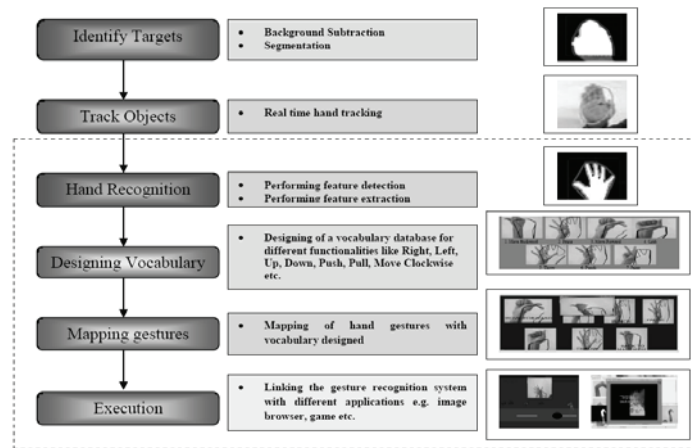 Identify Targets
• Background Subtraction
• Segmentation
Track Objects
• Real time hand tracking
Hand Recognition
• Performing feature detection
• Performing feature extraction
Designing Vocabulary
• Designing of a vocabulary database for
different functionalities like Right, Left,
Up, Down, Push, Pull, Move Clockwise
etc.
Mapping gestures
• Mapping of hand gestures with
vocabulary designed
Execution
• Linking the gesture recognition system
with different applications e.g. image
browser, game etc.